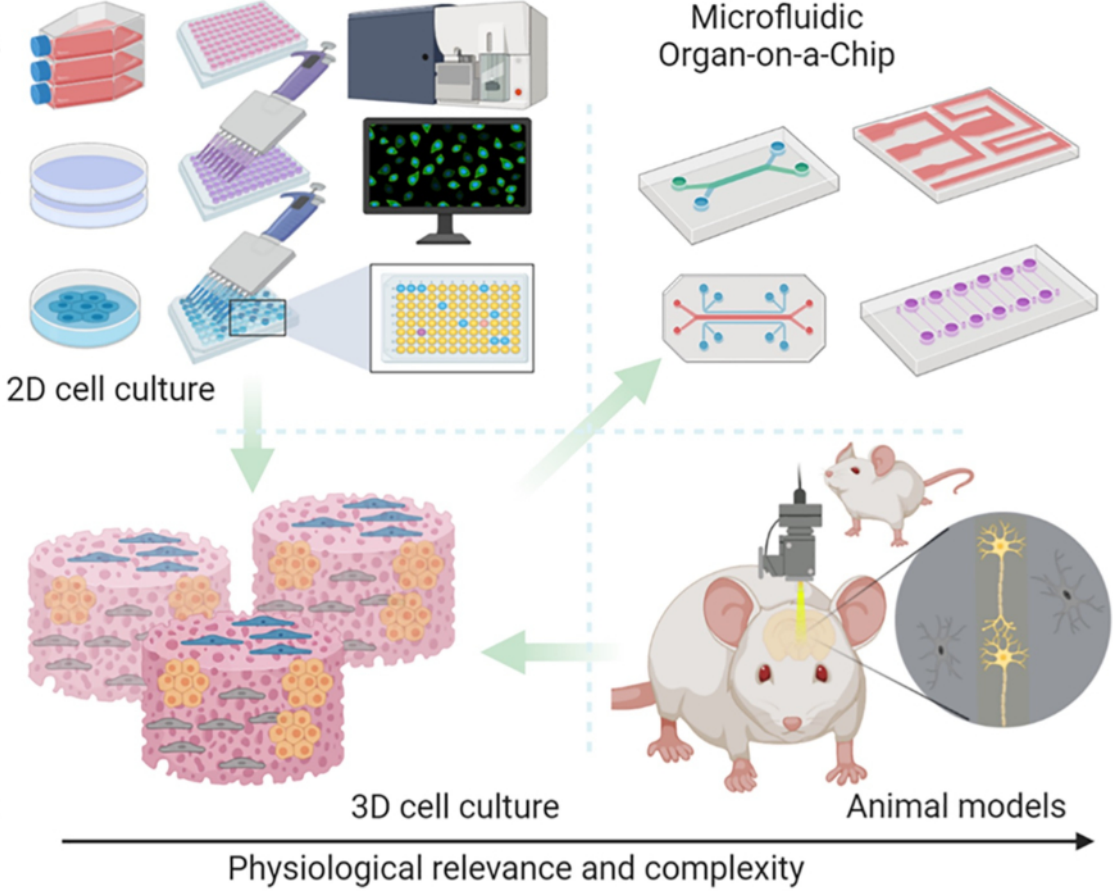 Microfluidic
Organ-on-a-Chip
2D cell culture
3D cell culture
Animal models
Physiological relevance and complexity